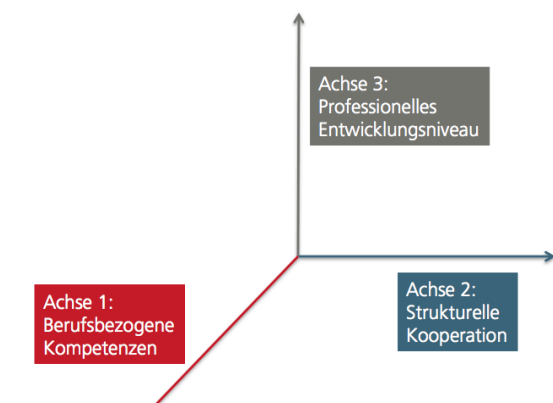 Achse 3:
Professionelles
Entwicklungsniveau
Achse 1:
Berufsbezogene
Kompetenzen
Achse 2:
Strukturelle
Kooperation